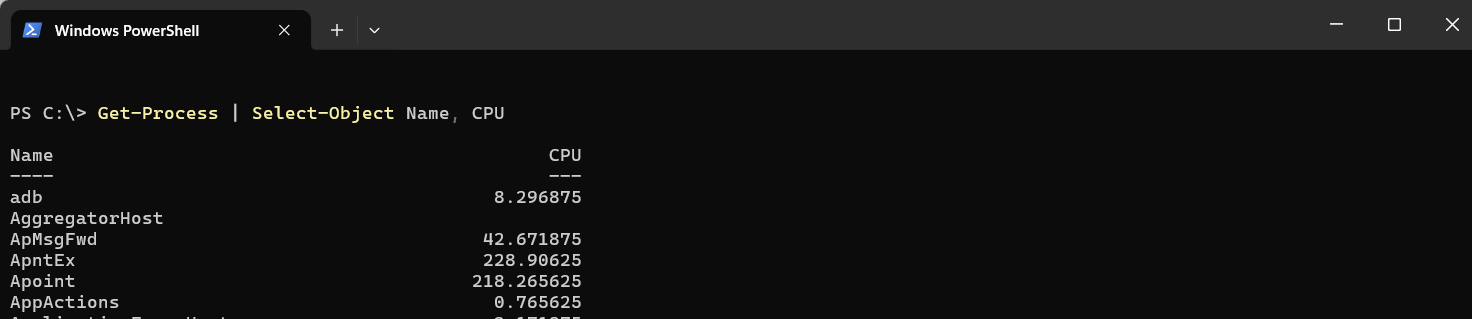 Windows PowerShell
PS C:\> Get-Process | Select-Object Name, CPU
Name CPU
---- ---
adb 8.296875
AggregatorHost
ApMsgFwd 42.671875
ApntEx 228.90625
Apoint 218.265625
AppActions 0.765625